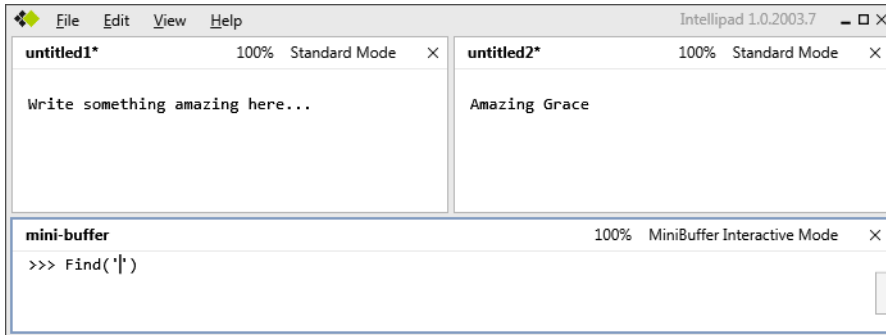 File Edit View Help Intellipad 1.0.2003.7
untitled1* 100% Standard Mode
Write something amazing here...
untitled2* 100% Standard Mode
Amazing Grace
mini-buffer 100% MiniBuffer Interactive Mode
>>> Find('')